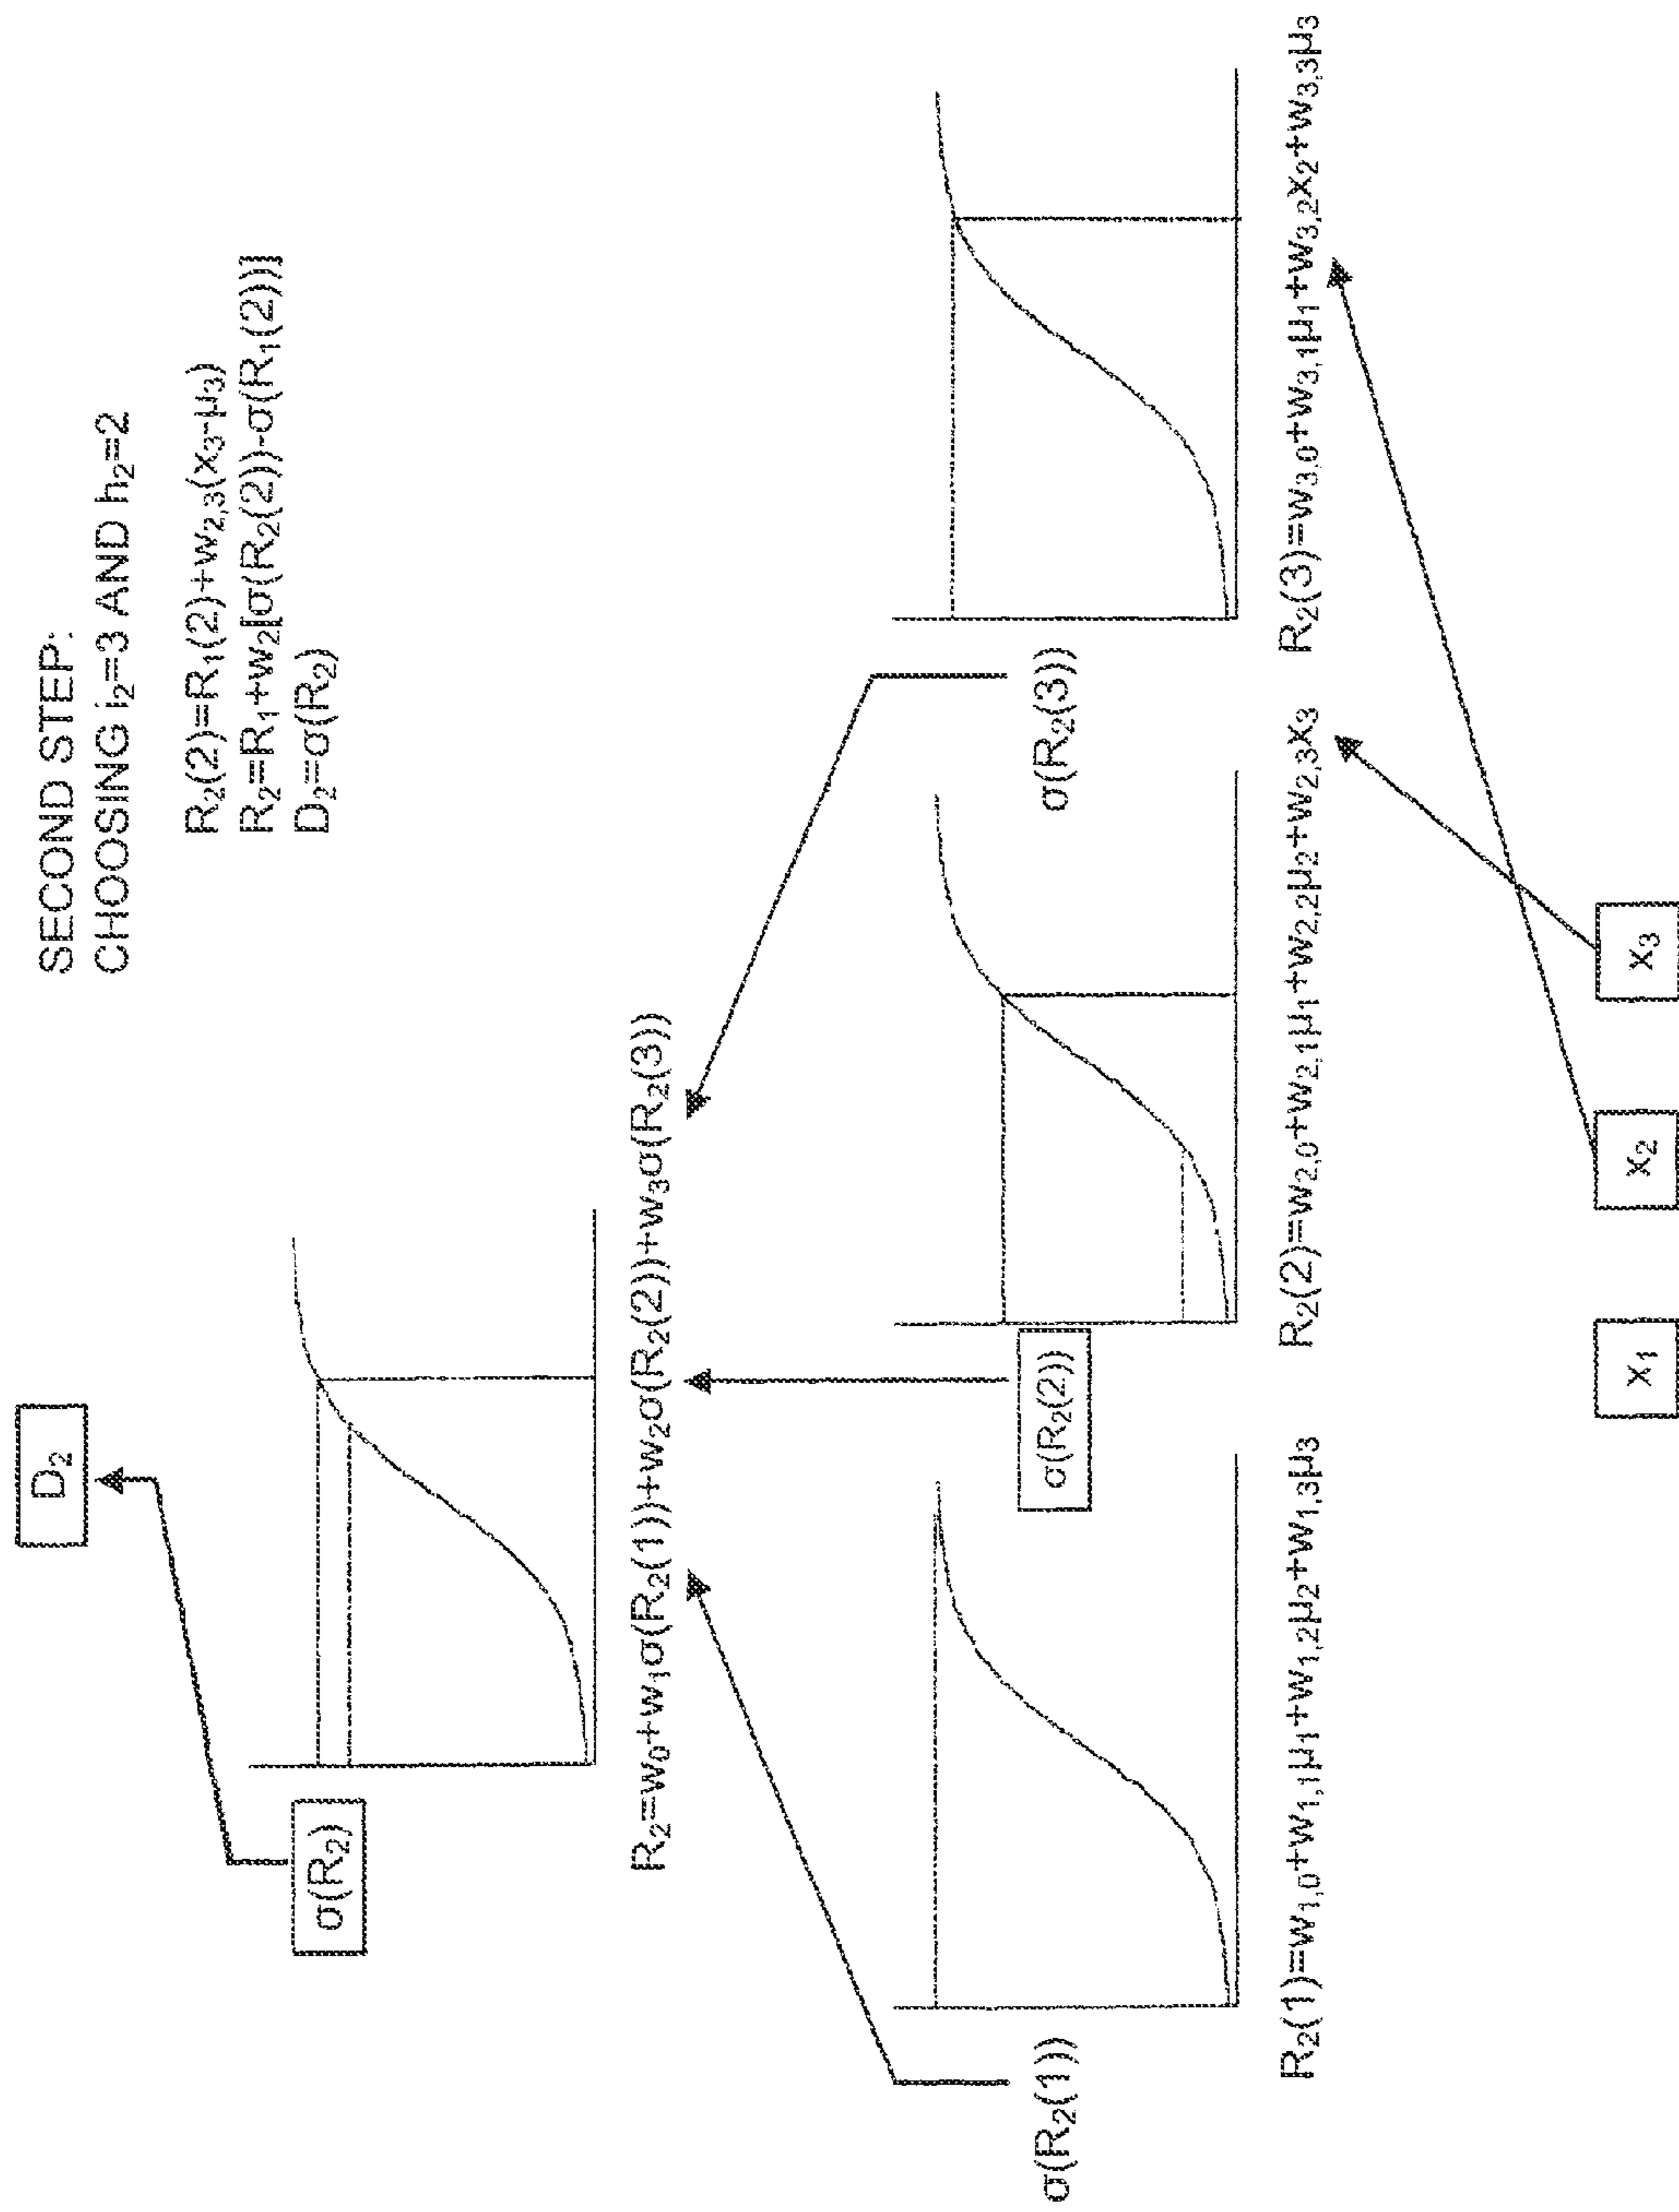 SECOND STEP:
CHOOSING i₂=3 AND h₂=2
R₂(2)=R₁(2)+w₂,₃(x₃-μ₃)
R₂=R₁+w₂[σ(R₂(2))-σ(R₁(2))]
D₂=σ(R₂)
D₂
σ(R₂)
R₂=w₀+w₁σ(R₂(1))+w₂σ(R₂(2))+w₃σ(R₂(3))
σ(R₂(1))
σ(R₂(2))
σ(R₂(3))
R₂(1)=w₁,₀+w₁,₁μ₁+w₁,₂μ₂+w₁,₃μ₃
R₂(2)=w₂,₀+w₂,₁μ₁+w₂,₂μ₂+w₂,₃x₃
R₂(3)=w₃,₀+w₃,₁μ₁+w₃,₂x₂+w₃,₃μ₃
x₁
x₂
x₃